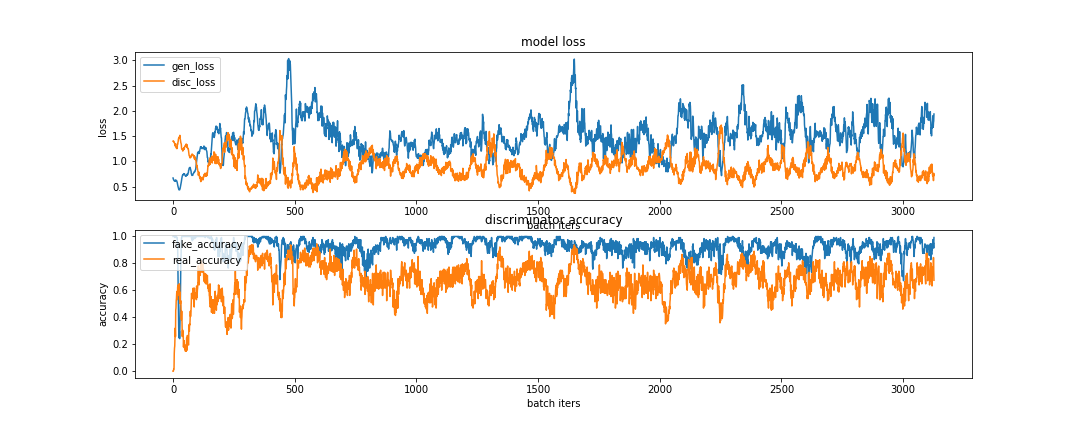 model loss
gen_loss
disc_loss
3.0
2.5
2.0
1.5
1.0
0.5
loss
0 500 1000 1500 2000 2500 3000
batch iters
discriminator accuracy
fake_accuracy
real_accuracy
1.0
0.8
0.6
0.4
0.2
0.0
accuracy
0 500 1000 1500 2000 2500 3000
batch iters